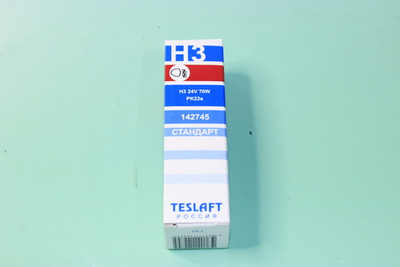 H3
H3 24V 70W
PK22s
142745
СТАНДАРТ
TESLAFT
РОССИЯ